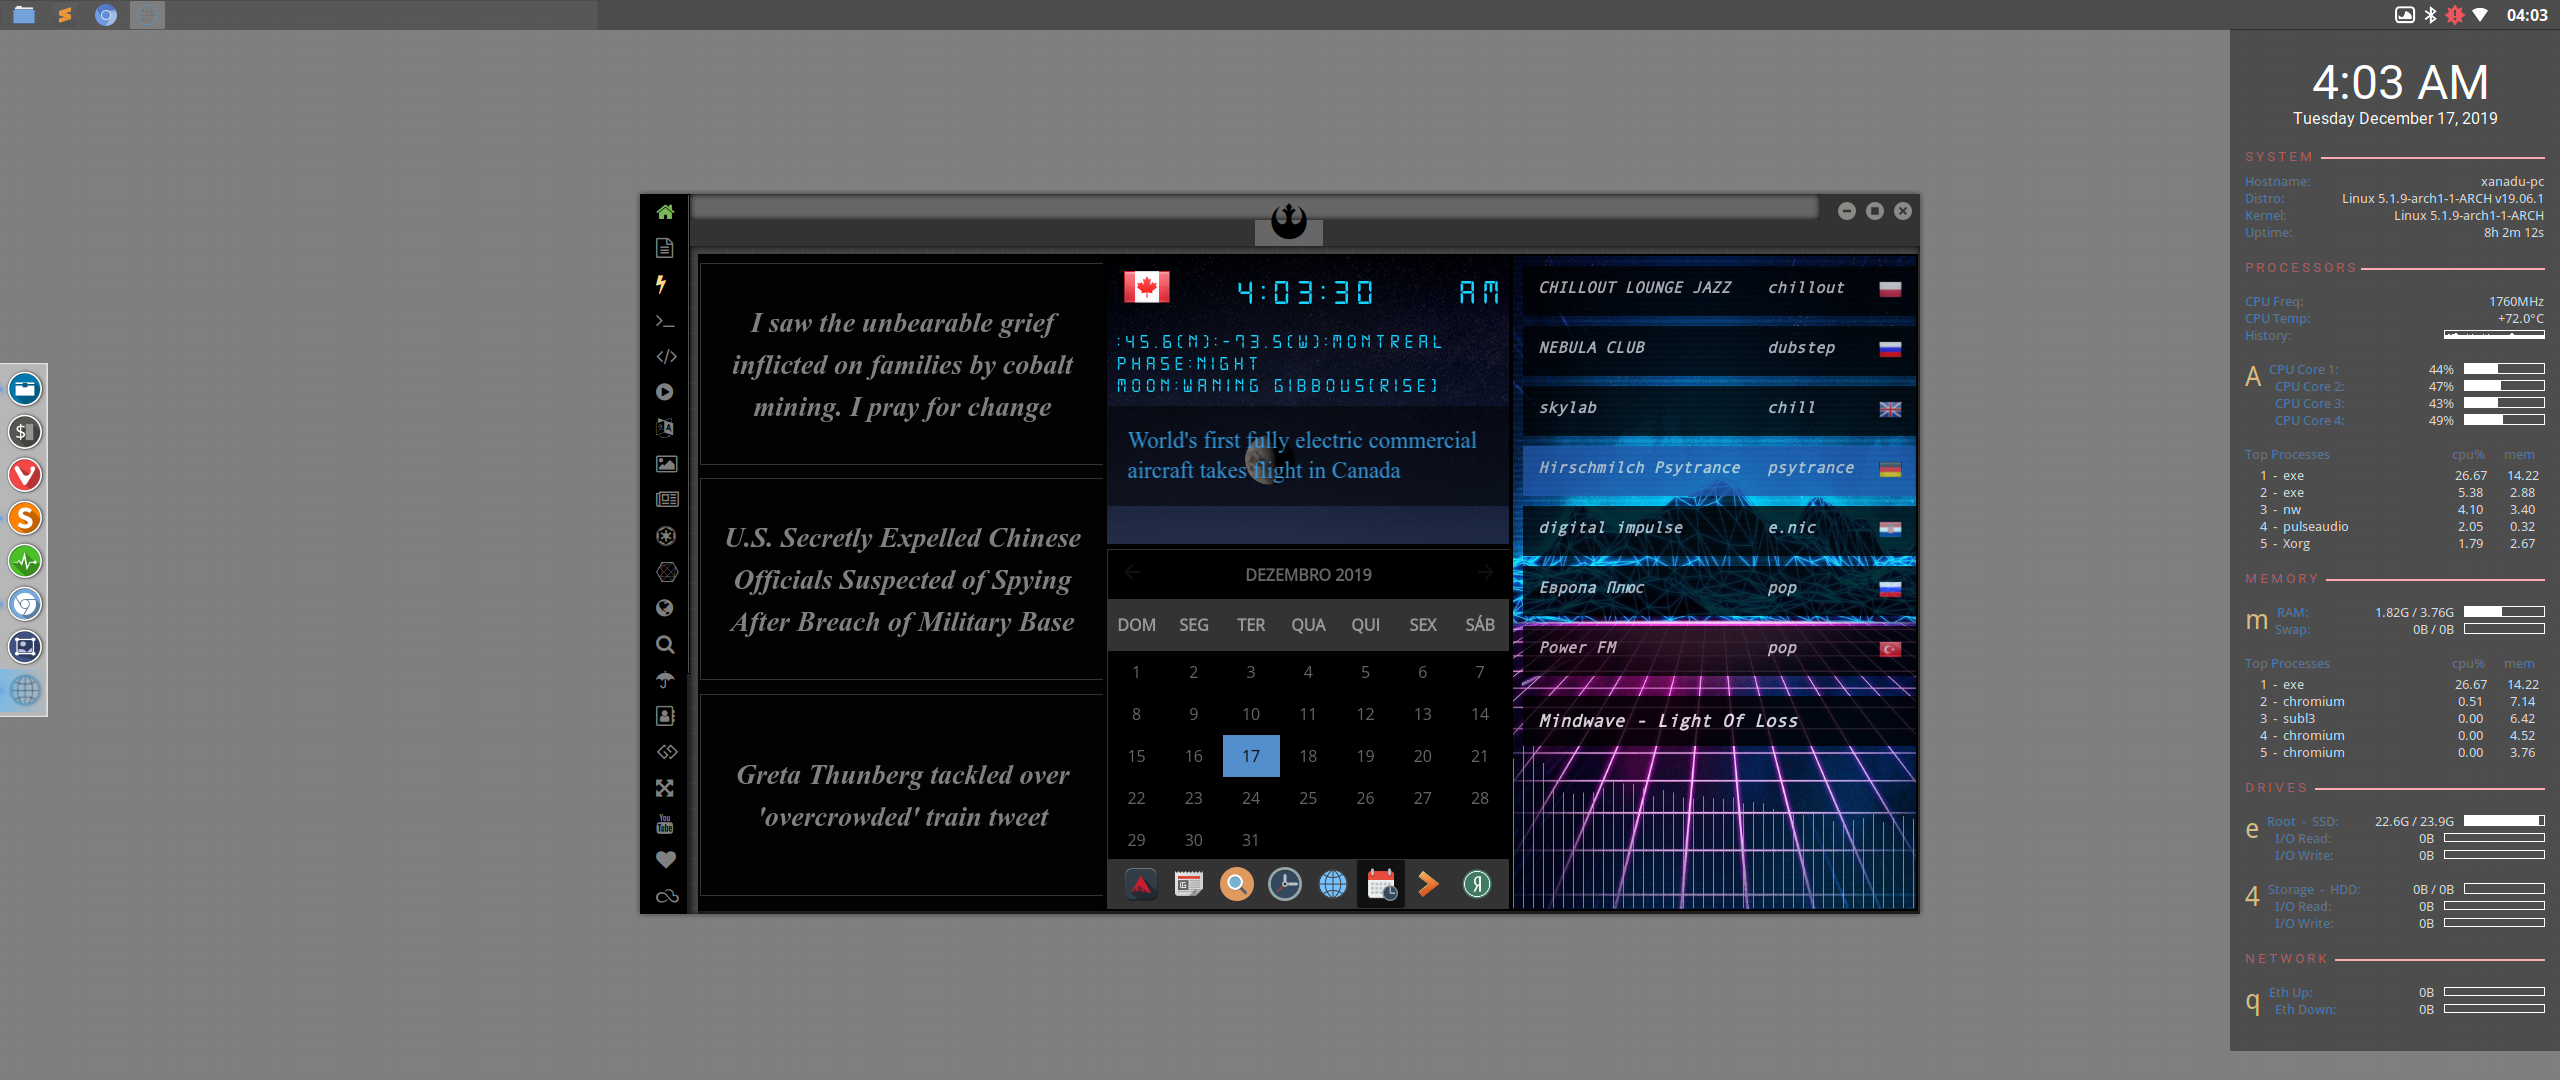 04:03
I saw the unbearable grief
inflicted on families by cobalt
mining. I pray for change
U.S. Secretly Expelled Chinese
Officials Suspected of Spying
After Breach of Military Base
Greta Thunberg tackled over
'overcrowded' train tweet
4:03:30 AM
:45.6(N):-73.5(W):MONTREAL
PHASE:NIGHT
MOON:WANING GIBBOUS(RISE)
World's first fully electric commercial
aircraft takes flight in Canada
DEZEMBRO 2019
DOM SEG TER QUA QUI SEX SÁB
1 2 3 4 5 6 7
8 9 10 11 12 13 14
15 16 17 18 19 20 21
22 23 24 25 26 27 28
29 30 31
CHILLOUT LOUNGE JAZZ chillout
NEBULA CLUB dubstep
skylab chill
Hirschmilch Psytrance psytrance
digital impulse e.nic
Европа Плюс pop
Power FM pop
Mindwave - Light Of Loss
You
Tube
4:03 AM
Tuesday December 17, 2019
SYSTEM
Hostname: xanadu-pc
Distro: Linux 5.1.9-arch1-1-ARCH v19.06.1
Kernel: Linux 5.1.9-arch1-1-ARCH
Uptime: 8h 2m 12s
PROCESSORS
CPU Freq: 1760MHz
CPU Temp: +72.0°C
History:
A CPU Core 1: 44%
CPU Core 2: 47%
CPU Core 3: 43%
CPU Core 4: 49%
Top Processes cpu% mem
1 - exe 26.67 14.22
2 - exe 5.38 2.88
3 - nw 4.10 3.40
4 - pulseaudio 2.05 0.32
5 - Xorg 1.79 2.67
MEMORY
m RAM: 1.82G / 3.76G
Swap: 0B / 0B
Top Processes cpu% mem
1 - exe 26.67 14.22
2 - chromium 0.51 7.14
3 - subl3 0.00 6.42
4 - chromium 0.00 4.52
5 - chromium 0.00 3.76
DRIVES
e Root - SSD: 22.6G / 23.9G
I/O Read: 0B
I/O Write: 0B
4 Storage - HDD: 0B / 0B
I/O Read: 0B
I/O Write: 0B
NETWORK
q Eth Up: 0B
Eth Down: 0B